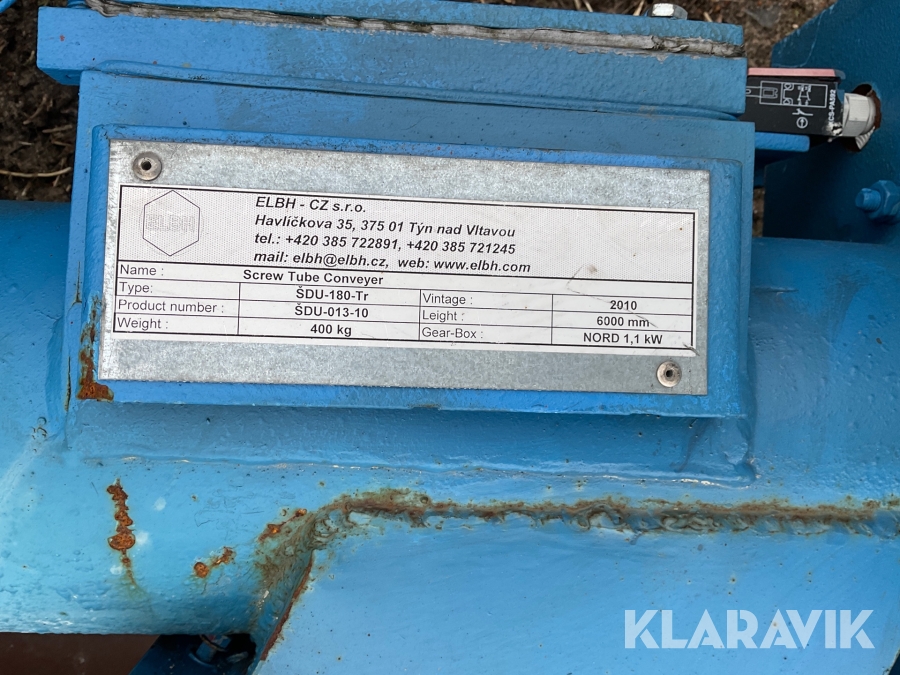 ELBH
ELBH - CZ s.r.o.
Havlíčkova 35, 375 01 Týn nad Vltavou
tel.: +420 385 722891, +420 385 721245
mail: elbh@elbh.cz, web: www.elbh.com
Name : Screw Tube Conveyer
Type: ŠDU-180-Tr Vintage : 2010
Product number : ŠDU-013-10 Leight : 6000 mm
Weight : 400 kg Gear-Box : NORD 1,1 kW
KLARAVIK